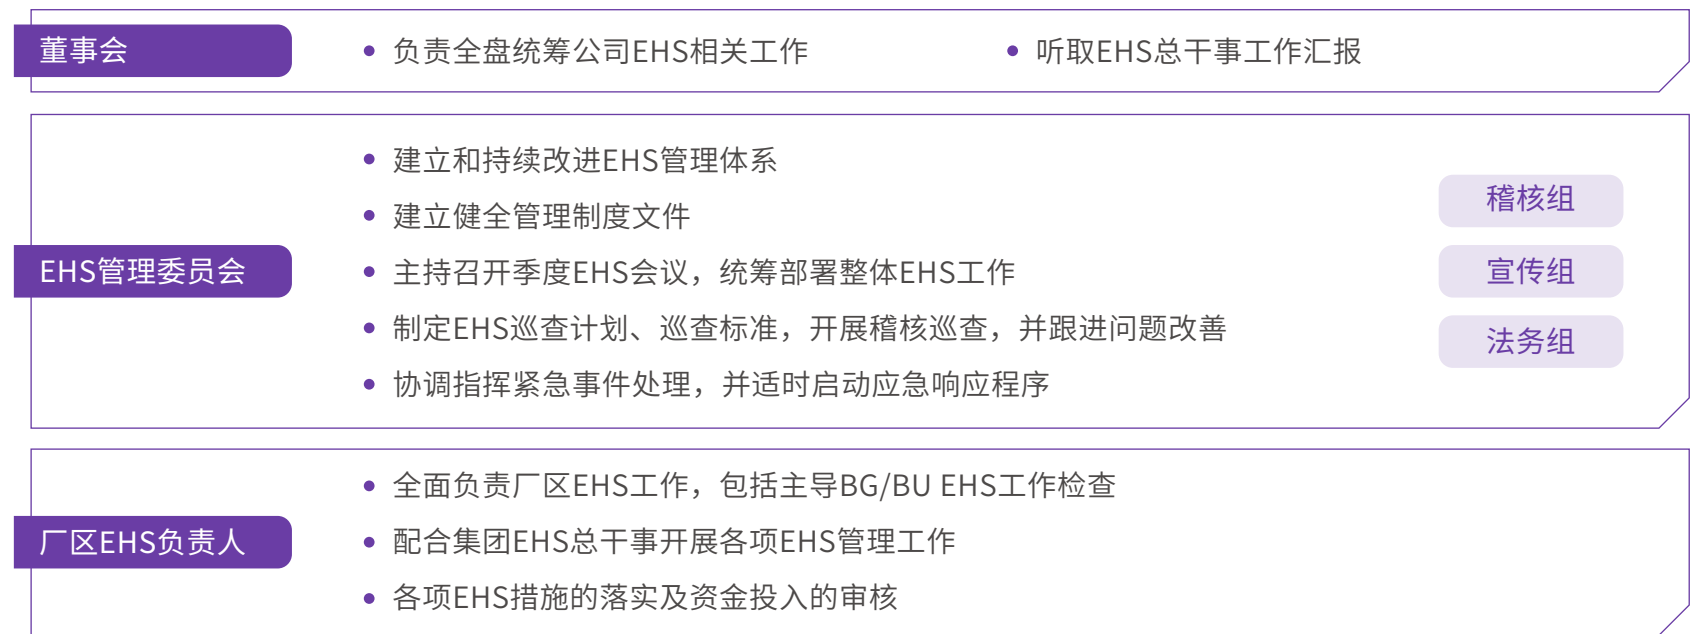 董事会
负责全盘统筹公司EHS相关工作
听取EHS总干事工作汇报
EHS管理委员会
建立和持续改进EHS管理体系
建立健全管理制度文件
主持召开季度EHS会议，统筹部署整体EHS工作
制定EHS巡查计划、巡查标准，开展稽核巡查，并跟进问题改善
协调指挥紧急事件处理，并适时启动应急响应程序
稽核组
宣传组
法务组
厂区EHS负责人
全面负责厂区EHS工作，包括主导BG/BU EHS工作检查
配合集团EHS总干事开展各项EHS管理工作
各项EHS措施的落实及资金投入的审核